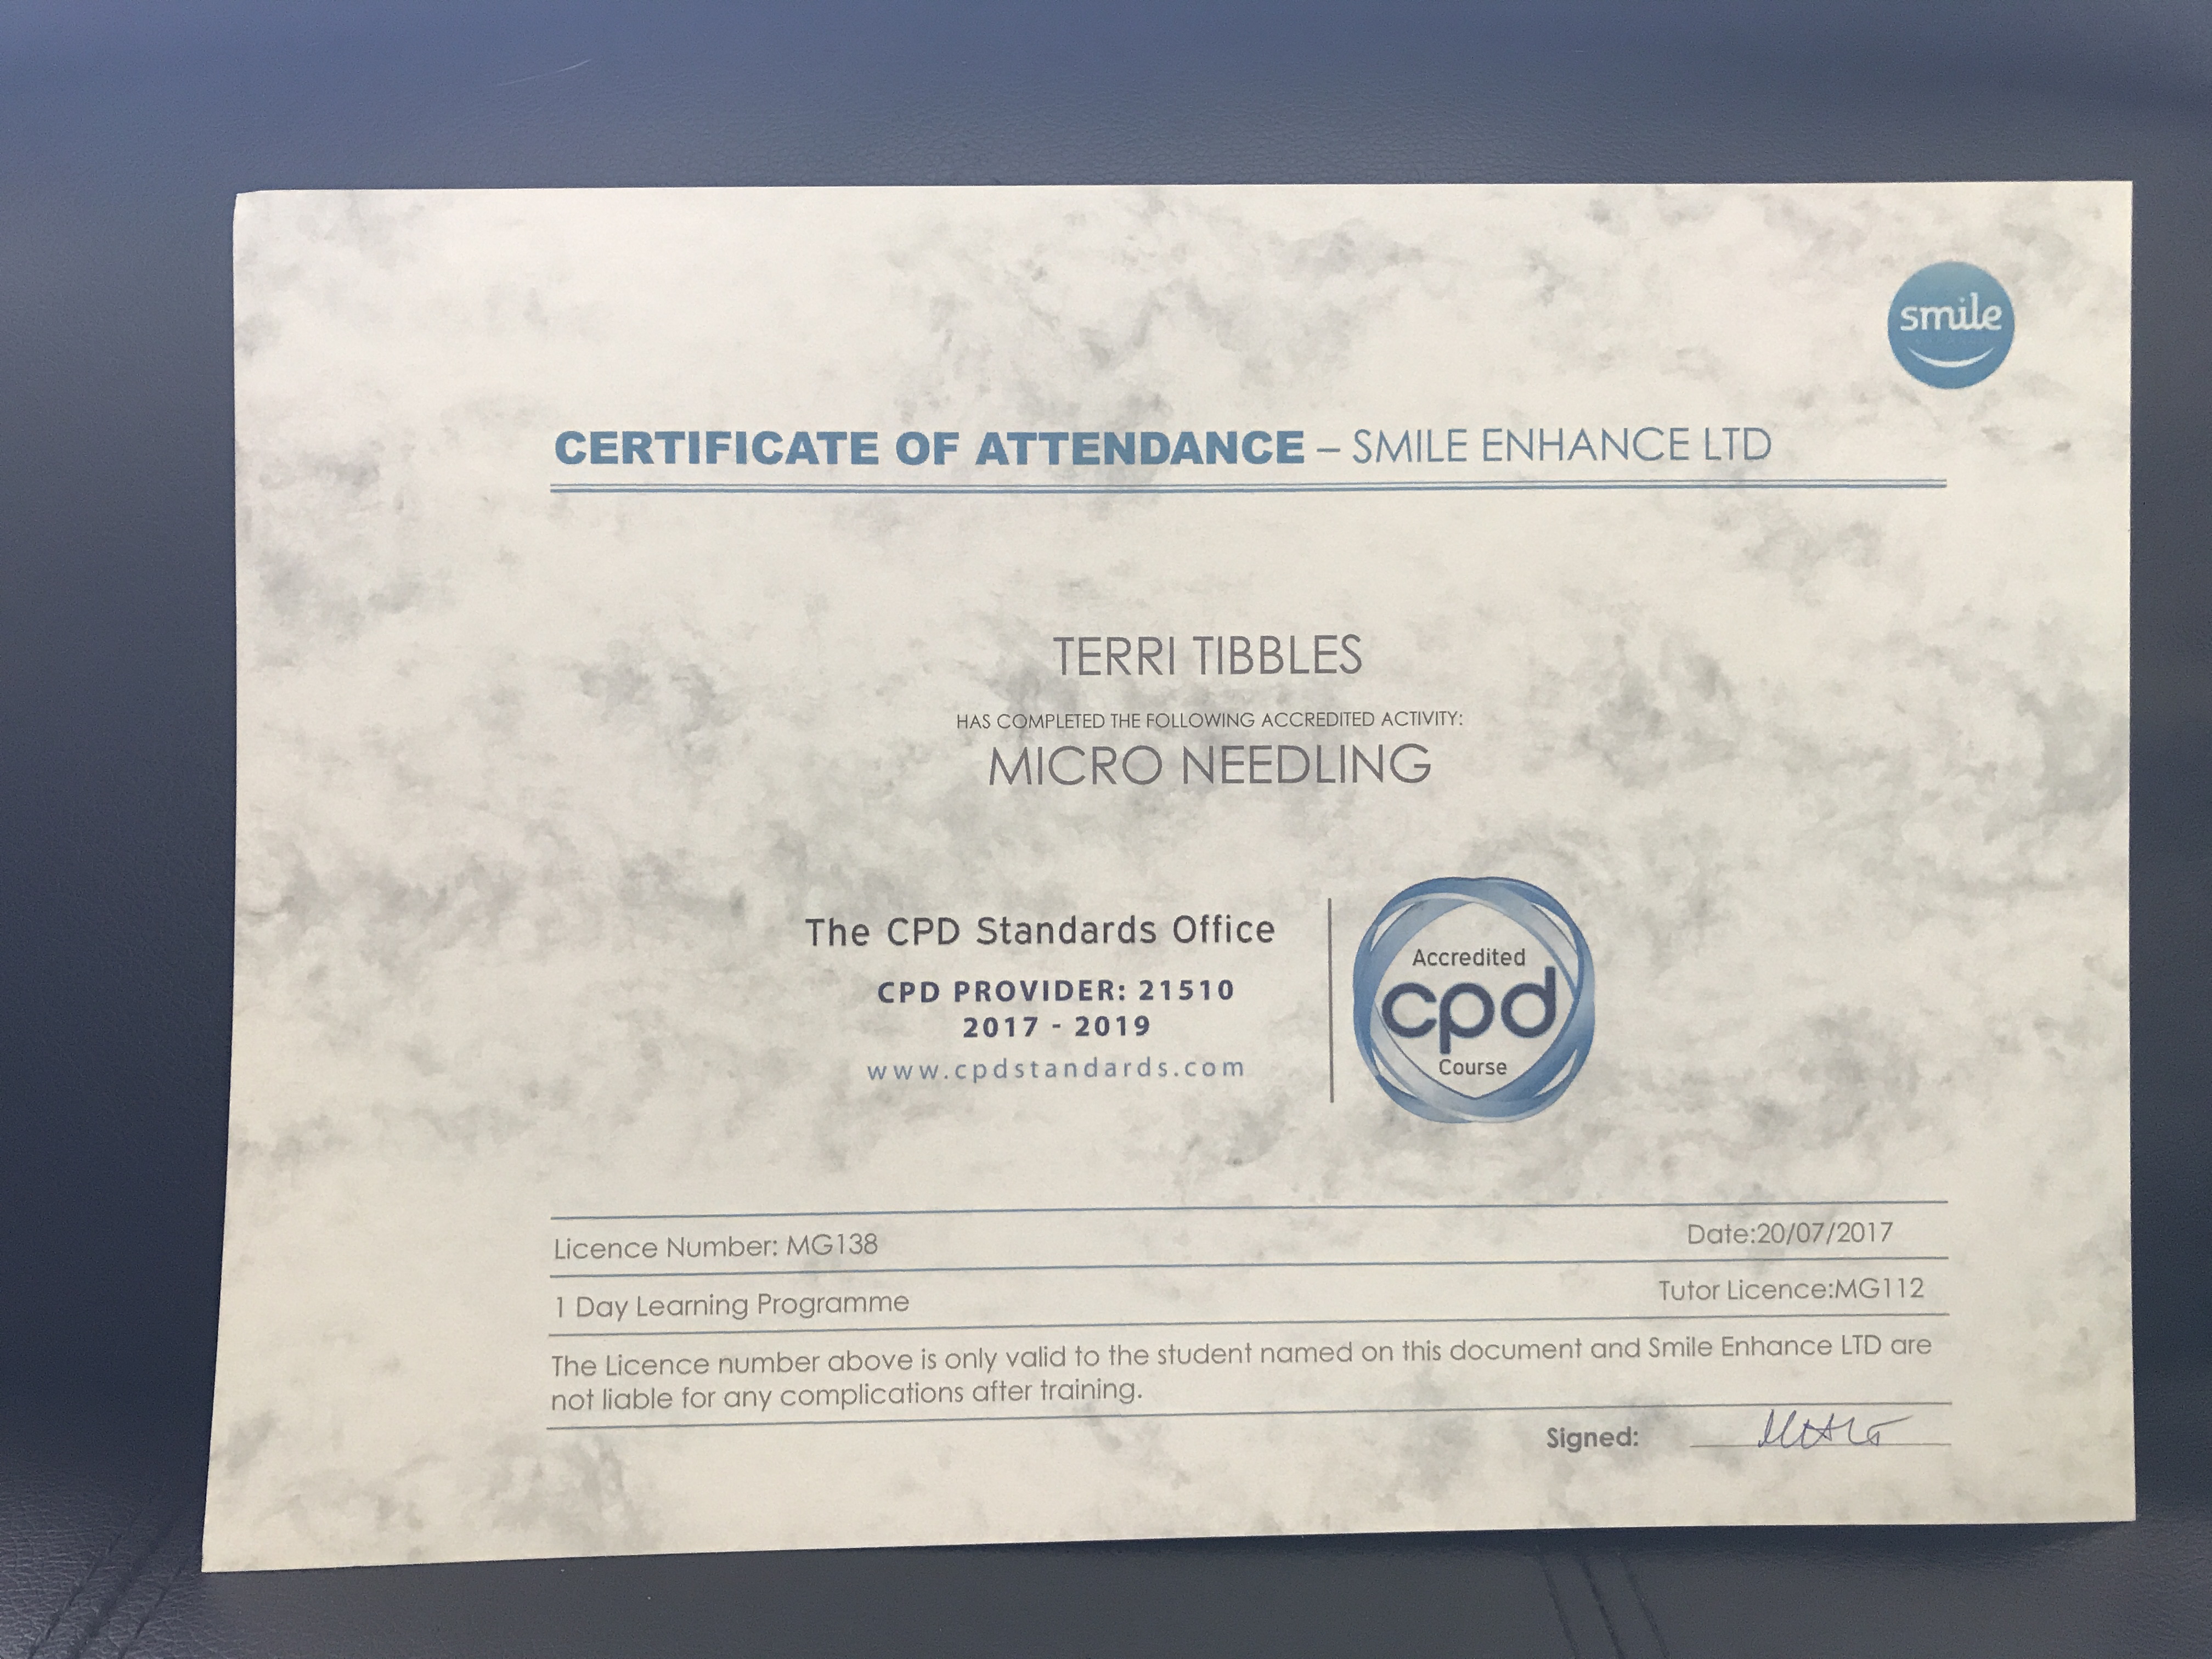 smile
CERTIFICATE OF ATTENDANCE – SMILE ENHANCE LTD
TERRI TIBBLES
HAS COMPLETED THE FOLLOWING ACCREDITED ACTIVITY:
MICRO NEEDLING
The CPD Standards Office
CPD PROVIDER: 21510
2017 - 2019
www.cpdstandards.com
Accredited
cpd
Course
Licence Number: MG138
Date:20/07/2017
1 Day Learning Programme
Tutor Licence:MG112
The Licence number above is only valid to the student named on this document and Smile Enhance LTD are
not liable for any complications after training.
Signed: